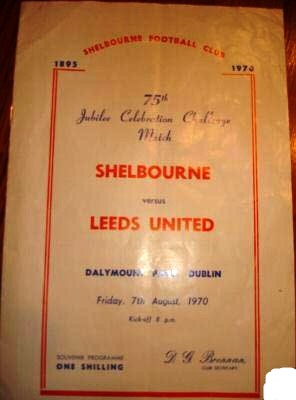 SHELBOURNE FOOTBALL CLUB
1895 1970
75th
Jubilee Celebration Challenge
Match
SHELBOURNE
versus
LEEDS UNITED
DALYMOUNT PARK DUBLIN
Friday, 7th August, 1970
Kick-off 8 p.m.
SOUVENIR PROGRAMME
ONE SHILLING
D. G. Brennan,
CLUB SECRETARY